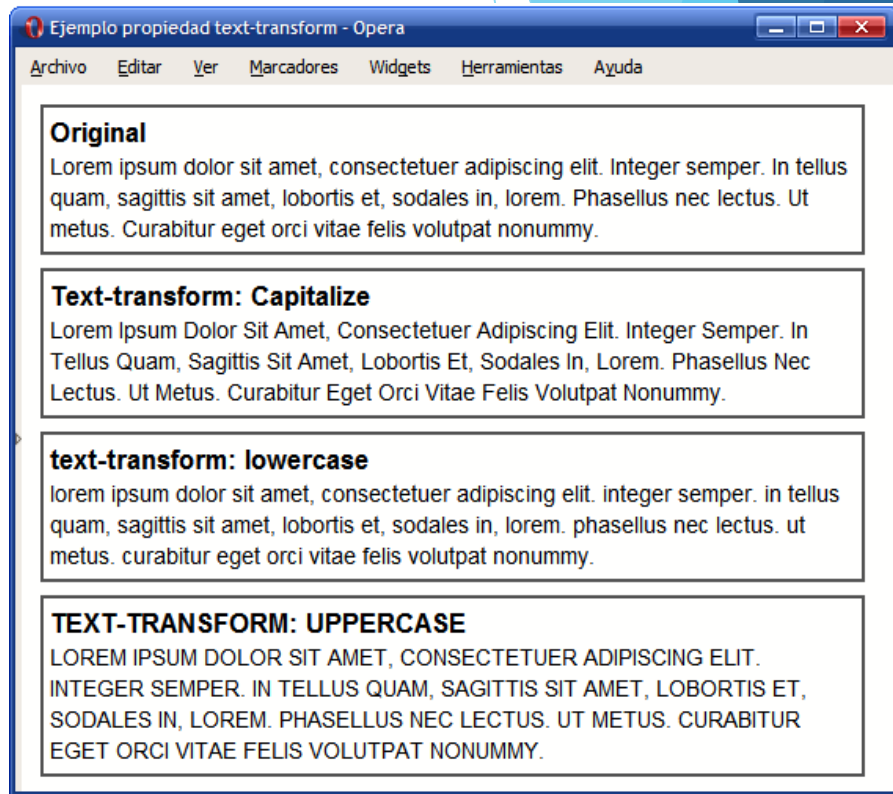 Ejemplo propiedad text-transform - Opera
Archivo Editar Ver Marcadores Widgets Herramientas Ayuda
Original
Lorem ipsum dolor sit amet, consectetuer adipiscing elit. Integer semper. In tellus
quam, sagittis sit amet, lobortis et, sodales in, lorem. Phasellus nec lectus. Ut
metus. Curabitur eget orci vitae felis volutpat nonummy.
Text-transform: Capitalize
Lorem Ipsum Dolor Sit Amet, Consectetuer Adipiscing Elit. Integer Semper. In
Tellus Quam, Sagittis Sit Amet, Lobortis Et, Sodales In, Lorem. Phasellus Nec
Lectus. Ut Metus. Curabitur Eget Orci Vitae Felis Volutpat Nonummy.
text-transform: lowercase
lorem ipsum dolor sit amet, consectetuer adipiscing elit. integer semper. in tellus
quam, sagittis sit amet, lobortis et, sodales in, lorem. phasellus nec lectus. ut
metus. curabitur eget orci vitae felis volutpat nonummy.
TEXT-TRANSFORM: UPPERCASE
LOREM IPSUM DOLOR SIT AMET, CONSECTETUER ADIPISCING ELIT.
INTEGER SEMPER. IN TELLUS QUAM, SAGITTIS SIT AMET, LOBORTIS ET,
SODALES IN, LOREM. PHASELLUS NEC LECTUS. UT METUS. CURABITUR
EGET ORCI VITAE FELIS VOLUTPAT NONUMMY.